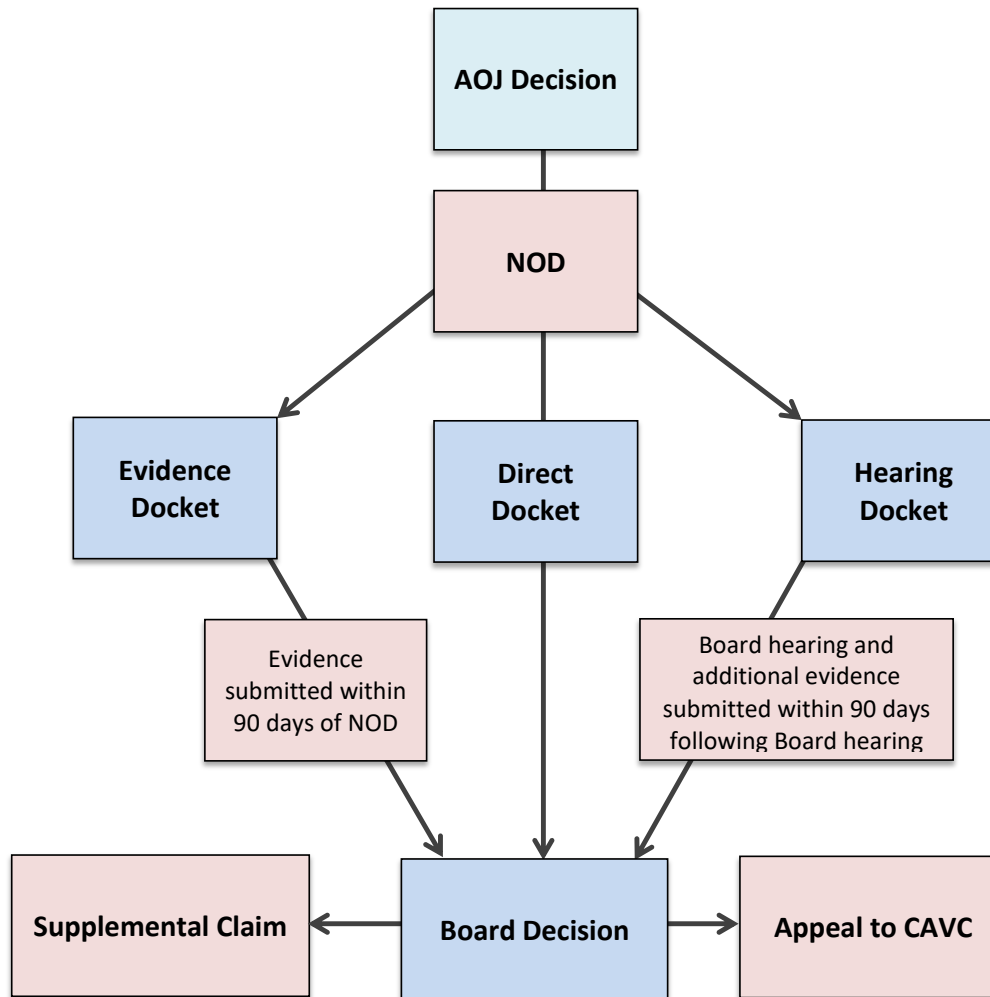 AOJ Decision
NOD
Evidence
Docket
Direct
Docket
Hearing
Docket
Evidence
submitted within
90 days of NOD
Board hearing and
additional evidence
submitted within 90 days
following Board hearing
Supplemental Claim
Board Decision
Appeal to CAVC